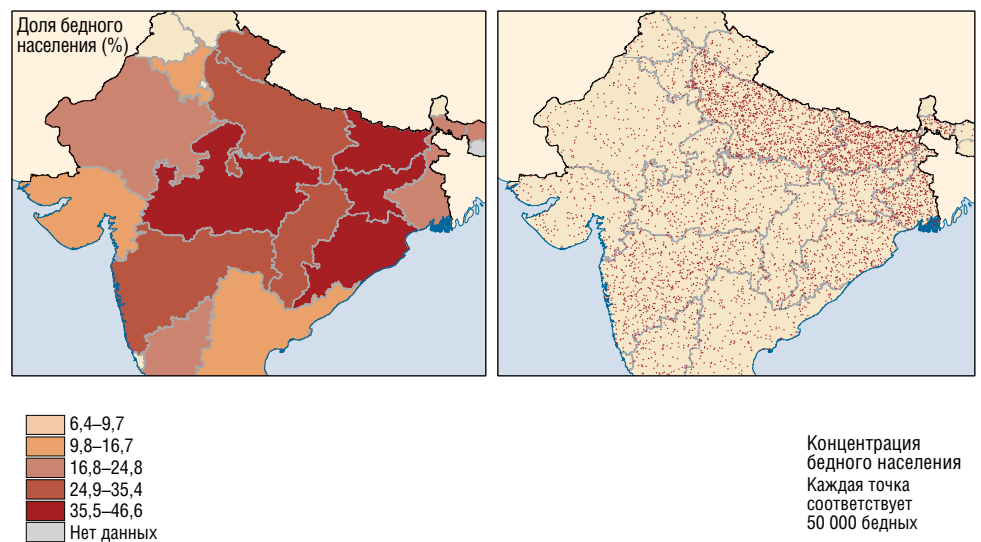 Доля бедного
населения (%)
6,4–9,7
9,8–16,7
16,8–24,8
24,9–35,4
35,5–46,6
Нет данных
Концентрация
бедного населения
Каждая точка
соответствует
50 000 бедных